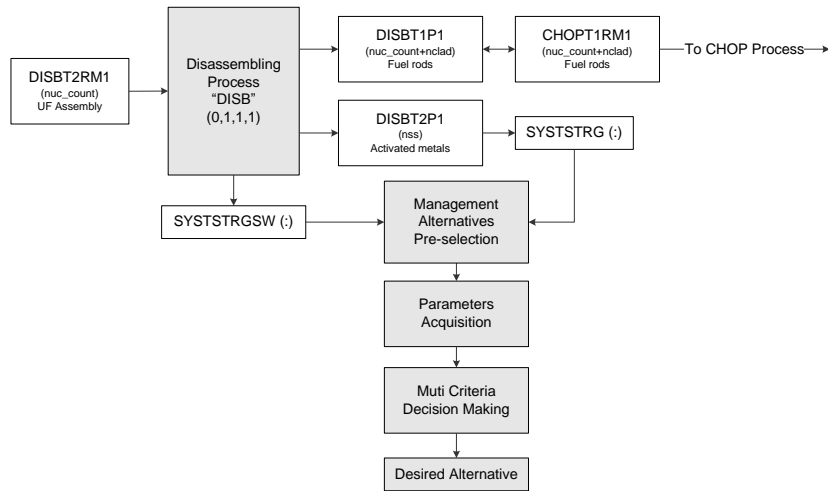 DISBT2RM1
(nuc_count)
UF Assembly
Disassembling
Process
“DISB”
(0,1,1,1)
DISBT1P1
(nuc_count+nclad)
Fuel rods
CHOPT1RM1
(nuc_count+nclad)
Fuel rods
To CHOP Process
DISBT2P1
(nss)
Activated metals
SYSTSTRG (:)
SYSTSTRGSW (:)
Management
Alternatives
Pre-selection
Parameters
Acquisition
Muti Criteria
Decision Making
Desired Alternative